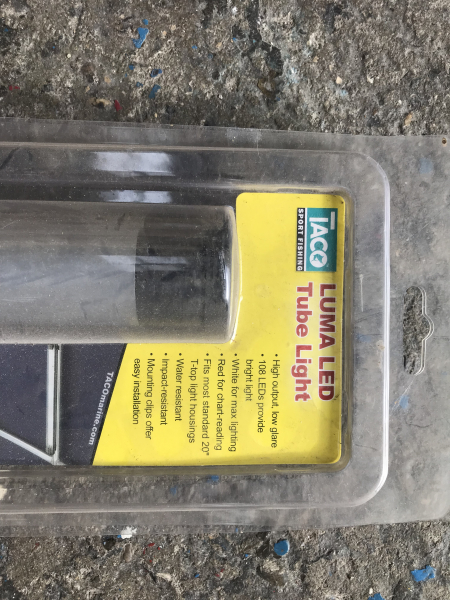 TACO
SPORT FISHING
LUMA LED
Tube Light
• High output, low glare
• 108 LEDs provide
bright light
• White for max lighting
• Red for chart-reading
• Fits most standard 20"
T-top light housings
• Water resistant
• Impact-resistant
• Mounting clips offer
easy installation
TACOmarine.com